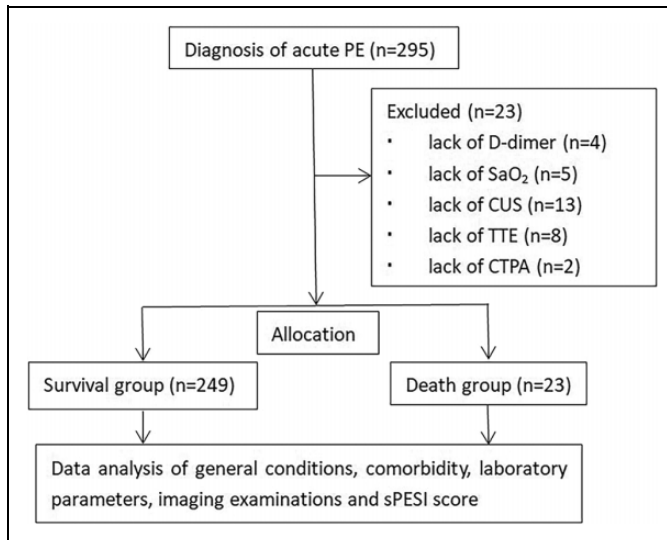 Diagnosis of acute PE (n=295)
Excluded (n=23)
· lack of D-dimer (n=4)
· lack of SaO₂ (n=5)
· lack of CUS (n=13)
· lack of TTE (n=8)
· lack of CTPA (n=2)
Allocation
Survival group (n=249)
Death group (n=23)
Data analysis of general conditions, comorbidity, laboratory
parameters, imaging examinations and sPESI score